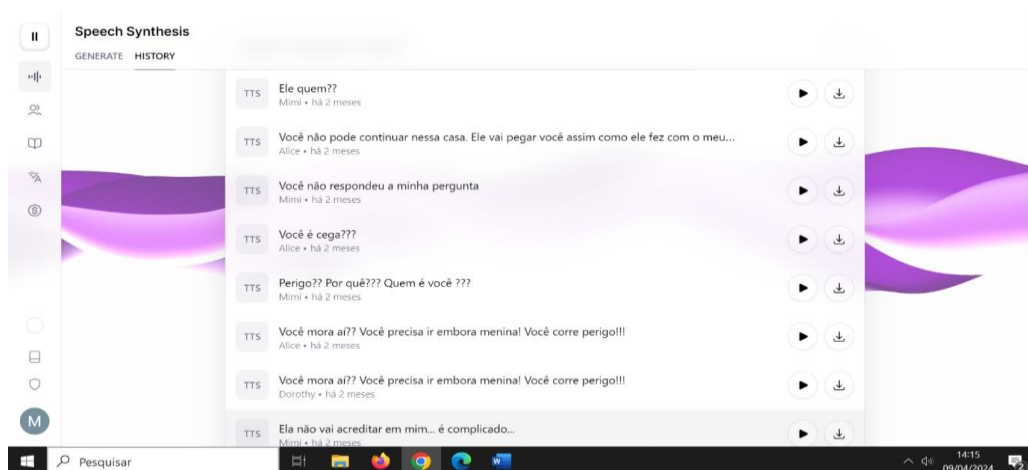 Speech Synthesis
GENERATE HISTORY
TTS
Ele quem??
Mimi • há 2 meses
TTS
Você não pode continuar nessa casa. Ele vai pegar você assim como ele fez com o meu...
Alice • há 2 meses
TTS
Você não respondeu a minha pergunta
Mimi • há 2 meses
TTS
Você é cega???
Alice • há 2 meses
TTS
Perigo?? Por quê??? Quem é você ???
Mimi • há 2 meses
TTS
Você mora aí?? Você precisa ir embora menina! Você corre perigo!!!
Alice • há 2 meses
TTS
Você mora aí?? Você precisa ir embora menina! Você corre perigo!!!
Dorothy • há 2 meses
TTS
Ela não vai acreditar em mim... é complicado...
Mimi • há 2 meses
M
Pesquisar
14:15
09/04/2024